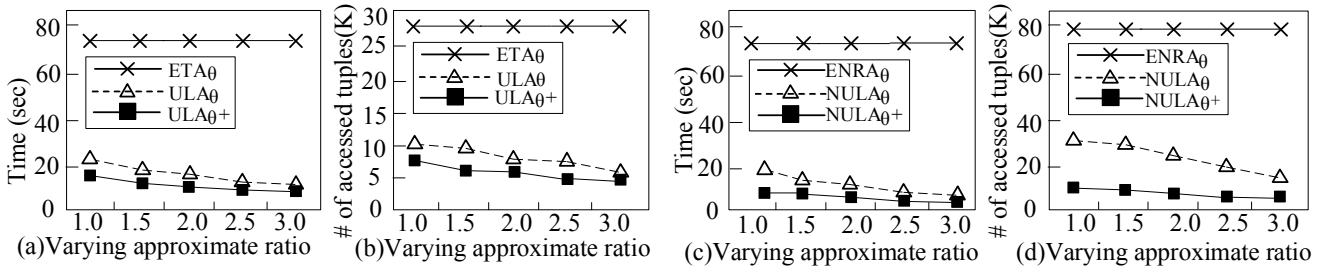 Time (sec)
80
60
40
20
0
ETAθ
ULAθ
ULAθ+
1.0 1.5 2.0 2.5 3.0
(a)Varying approximate ratio
# of accessed tuples(K)
30
25
20
15
10
5
0
ETAθ
ULAθ
ULAθ+
1.0 1.5 2.0 2.5 3.0
(b)Varying approximate ratio
Time (sec)
80
60
40
20
0
ENRAθ
NULAθ
NULAθ+
1.0 1.5 2.0 2.5 3.0
(c)Varying approximate ratio
# of accessed tuples(K)
80
60
40
20
0
ENRAθ
NULAθ
NULAθ+
1.0 1.5 2.0 2.5 3.0
(d)Varying approximate ratio